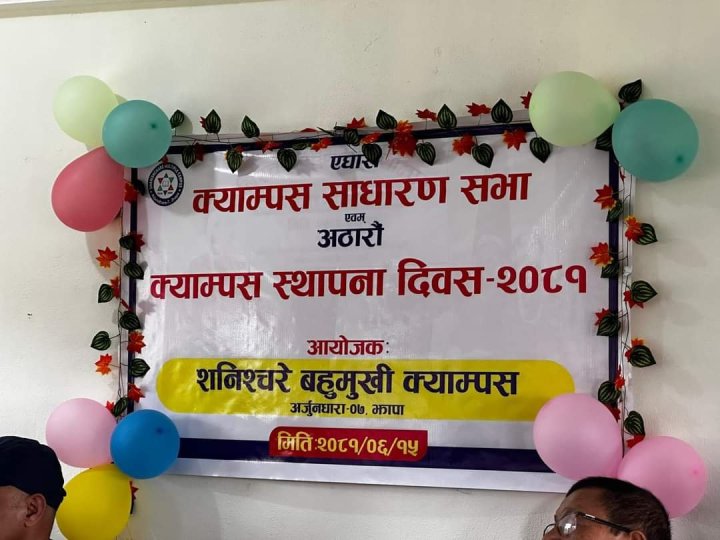 एघारौं
क्याम्पस साधारण सभा
एवम्
अठारौं
क्याम्पस स्थापना दिवस-२०८१
आयोजक:
शनिश्चरे बहुमुखी क्याम्पस
अर्जुनधारा-०७, झापा
मिति:२०८१/०६/१५